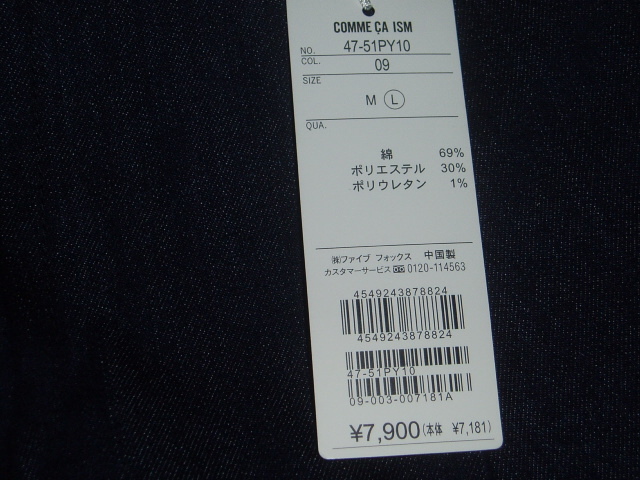 COMME ÇA ISM
NO. 47-51PY10
COL. 09
SIZE
M L
QUA.
綿 69%
ポリエステル 30%
ポリウレタン 1%
㈱ファイブ フォックス 中国製
カスタマーサービス 0120-114563
4549243878824
4549243878824
47-51PY10
09-003-007181A
¥7,900(本体 ¥7,181)